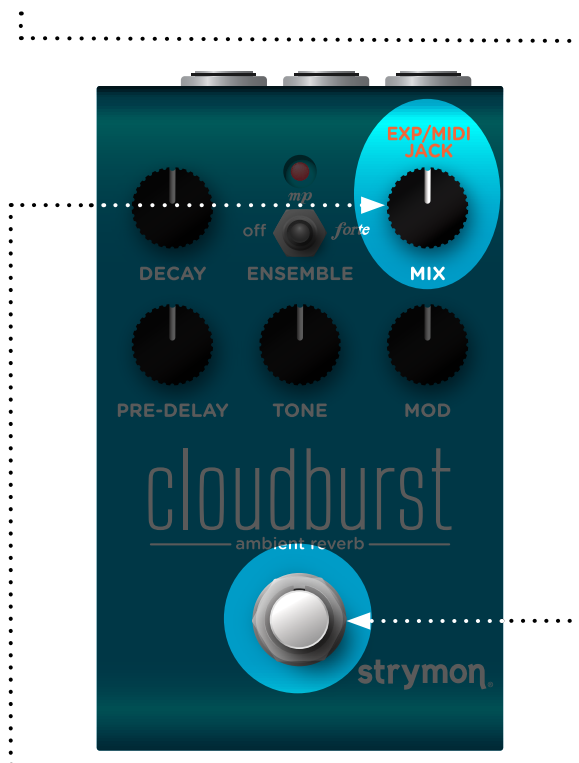 EXP/MIDI
JACK
mp
off forte
DECAY ENSEMBLE MIX
PRE-DELAY TONE MOD
cloudburst
ambient reverb
strymon®